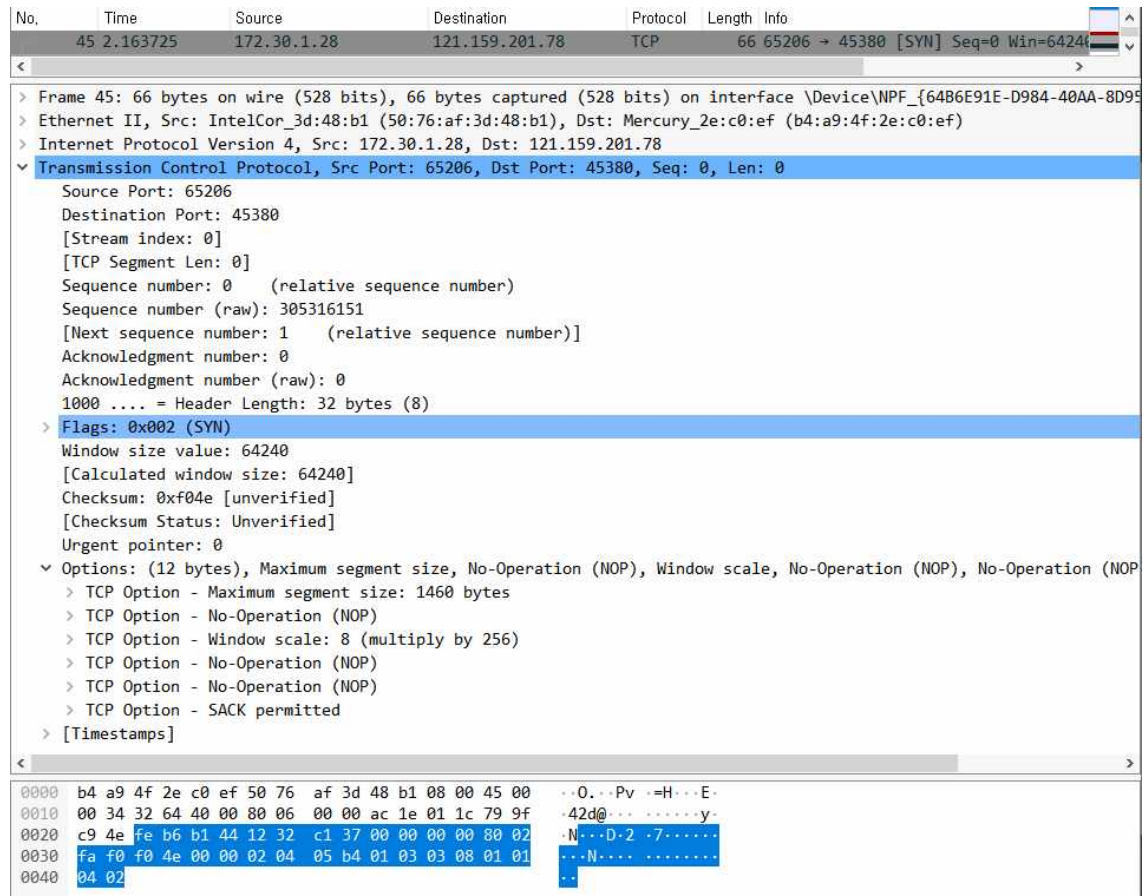 No. Time Source Destination Protocol Length Info
45 2.163725 172.30.1.28 121.159.201.78 TCP 66 65206 → 45380 [SYN] Seq=0 Win=64240
> Frame 45: 66 bytes on wire (528 bits), 66 bytes captured (528 bits) on interface \Device\NPF_{64B6E91E-D984-40AA-8D95
> Ethernet II, Src: IntelCor_3d:48:b1 (50:76:af:3d:48:b1), Dst: Mercury_2e:c0:ef (b4:a9:4f:2e:c0:ef)
> Internet Protocol Version 4, Src: 172.30.1.28, Dst: 121.159.201.78
Transmission Control Protocol, Src Port: 65206, Dst Port: 45380, Seq: 0, Len: 0
Source Port: 65206
Destination Port: 45380
[Stream index: 0]
[TCP Segment Len: 0]
Sequence number: 0 (relative sequence number)
Sequence number (raw): 305316151
[Next sequence number: 1 (relative sequence number)]
Acknowledgment number: 0
Acknowledgment number (raw): 0
1000 .... = Header Length: 32 bytes (8)
> Flags: 0x002 (SYN)
Window size value: 64240
[Calculated window size: 64240]
Checksum: 0xf04e [unverified]
[Checksum Status: Unverified]
Urgent pointer: 0
Options: (12 bytes), Maximum segment size, No-Operation (NOP), Window scale, No-Operation (NOP), No-Operation (NOP
> TCP Option - Maximum segment size: 1460 bytes
> TCP Option - No-Operation (NOP)
> TCP Option - Window scale: 8 (multiply by 256)
> TCP Option - No-Operation (NOP)
> TCP Option - No-Operation (NOP)
> TCP Option - SACK permitted
> [Timestamps]
0000 b4 a9 4f 2e c0 ef 50 76 af 3d 48 b1 08 00 45 00 ··O.··Pv ·=H···E·
0010 00 34 32 64 40 00 80 06 00 00 ac 1e 01 1c 79 9f ·42d@··· ······y·
0020 c9 4e fe b6 b1 44 12 32 c1 37 00 00 00 00 80 02 ·N···D·2 ·7······
0030 fa f0 f0 4e 00 00 02 04 05 b4 01 03 03 08 01 01 ···N···· ········
0040 04 02 ··